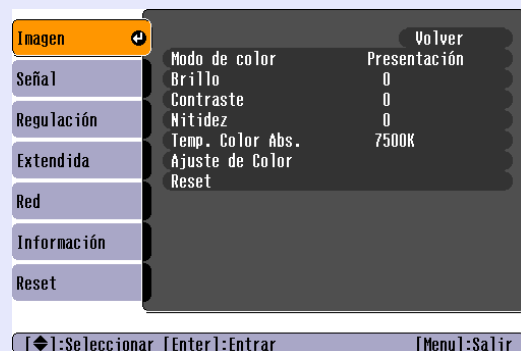 Imagen
Señal
Regulación
Extendida
Red
Información
Reset
Volver
Modo de color Presentación
Brillo 0
Contraste 0
Nitidez 0
Temp. Color Abs. 7500K
Ajuste de Color
Reset
[◆]:Seleccionar [Enter]:Entrar [Menu]:Salir